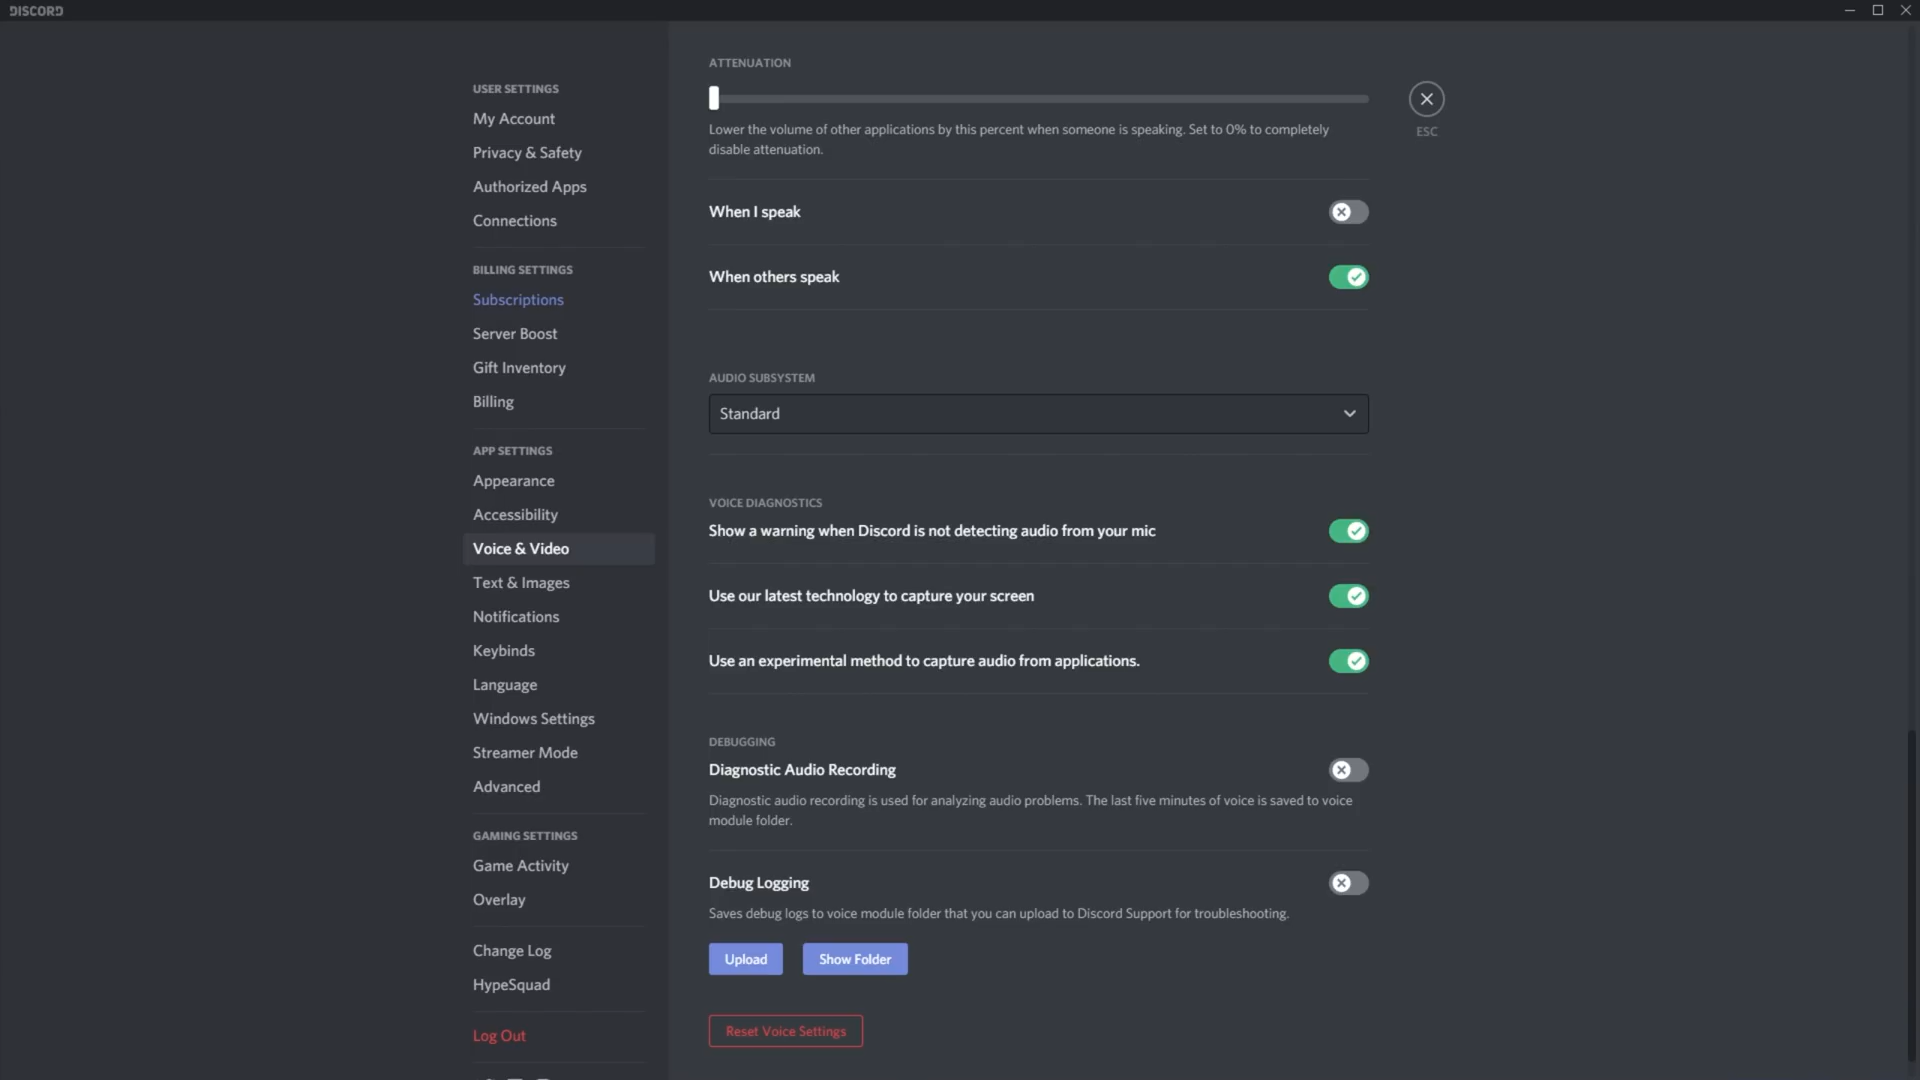 DISCORD
USER SETTINGS
My Account
Privacy & Safety
Authorized Apps
Connections
BILLING SETTINGS
Subscriptions
Server Boost
Gift Inventory
Billing
APP SETTINGS
Appearance
Accessibility
Voice & Video
Text & Images
Notifications
Keybinds
Language
Windows Settings
Streamer Mode
Advanced
GAMING SETTINGS
Game Activity
Overlay
Change Log
HypeSquad
Log Out
ATTENUATION
Lower the volume of other applications by this percent when someone is speaking. Set to 0% to completely
disable attenuation.
When I speak
When others speak
AUDIO SUBSYSTEM
Standard
VOICE DIAGNOSTICS
Show a warning when Discord is not detecting audio from your mic
Use our latest technology to capture your screen
Use an experimental method to capture audio from applications.
DEBUGGING
Diagnostic Audio Recording
Diagnostic audio recording is used for analyzing audio problems. The last five minutes of voice is saved to voice
module folder.
Debug Logging
Saves debug logs to voice module folder that you can upload to Discord Support for troubleshooting.
Upload
Show Folder
Reset Voice Settings
ESC